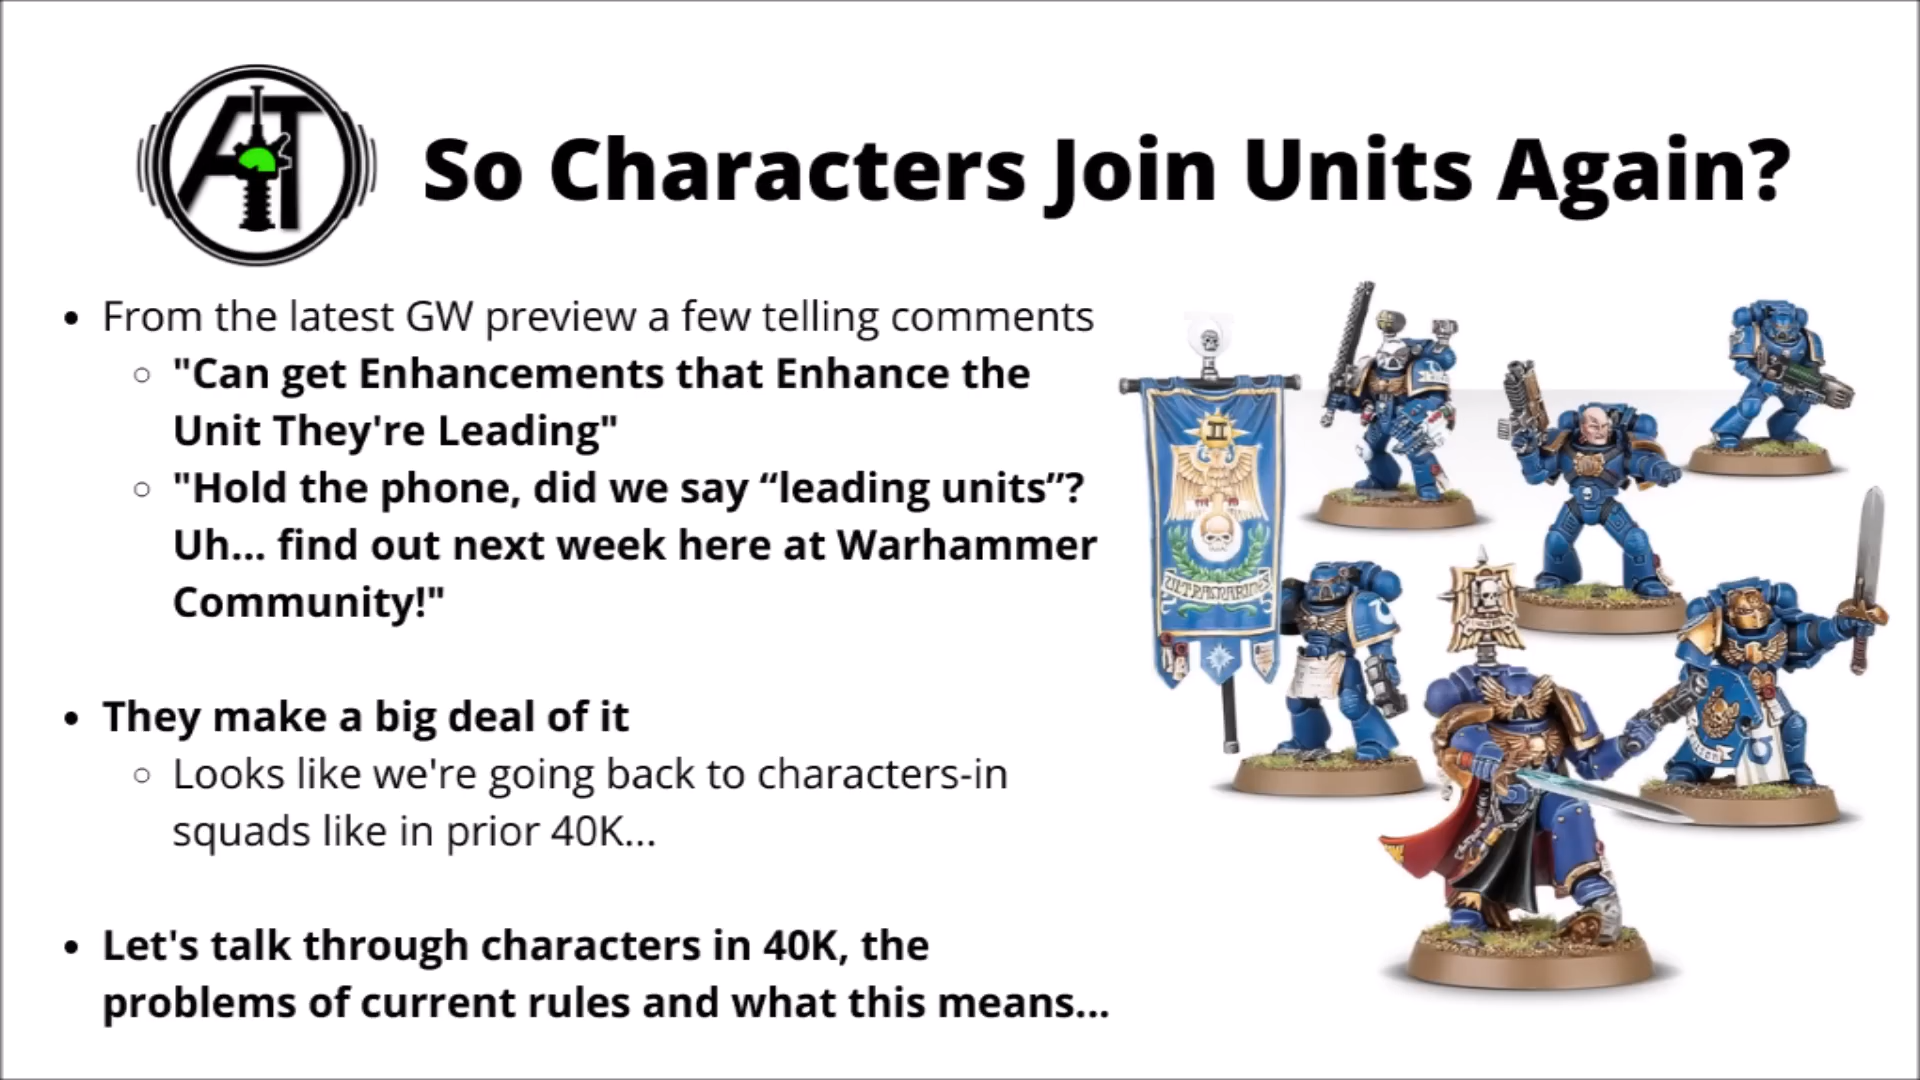 AT
So Characters Join Units Again?
• From the latest GW preview a few telling comments
○ "Can get Enhancements that Enhance the
Unit They're Leading"
○ "Hold the phone, did we say “leading units”?
Uh... find out next week here at Warhammer
Community!"
• They make a big deal of it
○ Looks like we're going back to characters-in
squads like in prior 40K...
• Let's talk through characters in 40K, the
problems of current rules and what this means...
II
ULTRAMARINES